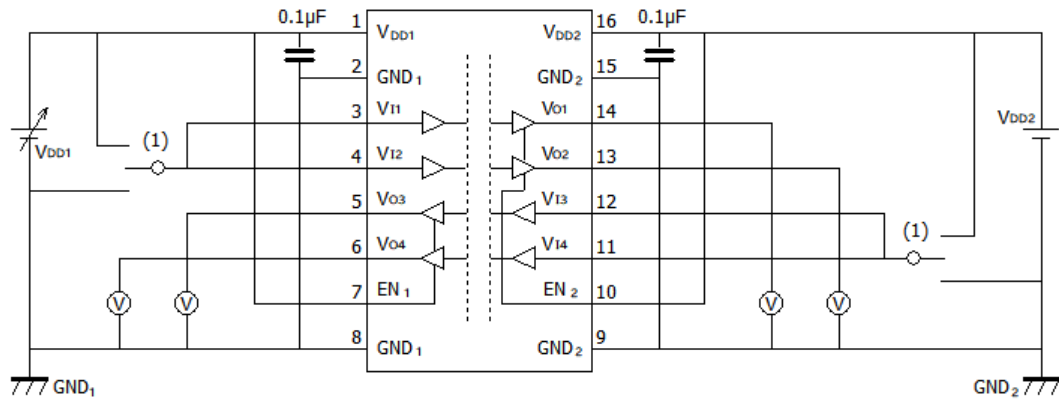 0.1μF 1 16 0.1μF
VDD1 VDD2
2 GND1 GND2 15
3 VI1 VO1 14
VDD1 (1) VDD2
4 VI2 VO2 13
5 VO3 VI3 12
6 VO4 VI4 11 (1)
V V 7 EN1 EN2 10 V V
8 GND1 GND2 9
GND1 GND2